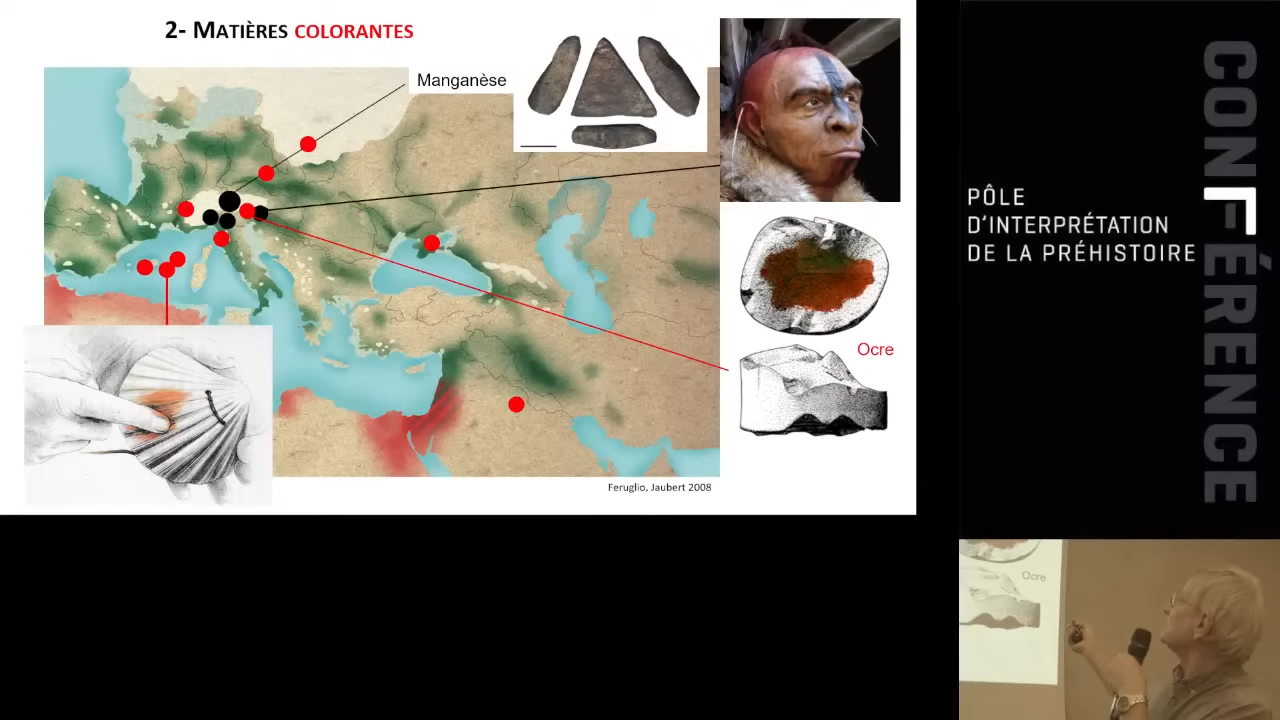 2- MATIÈRES COLORANTES
Manganèse
Ocre
Feruglio, Jaubert 2008
PÔLE
D'INTERPRÉTATION
DE LA PRÉHISTOIRE
CONFÉRENCE
Ocre